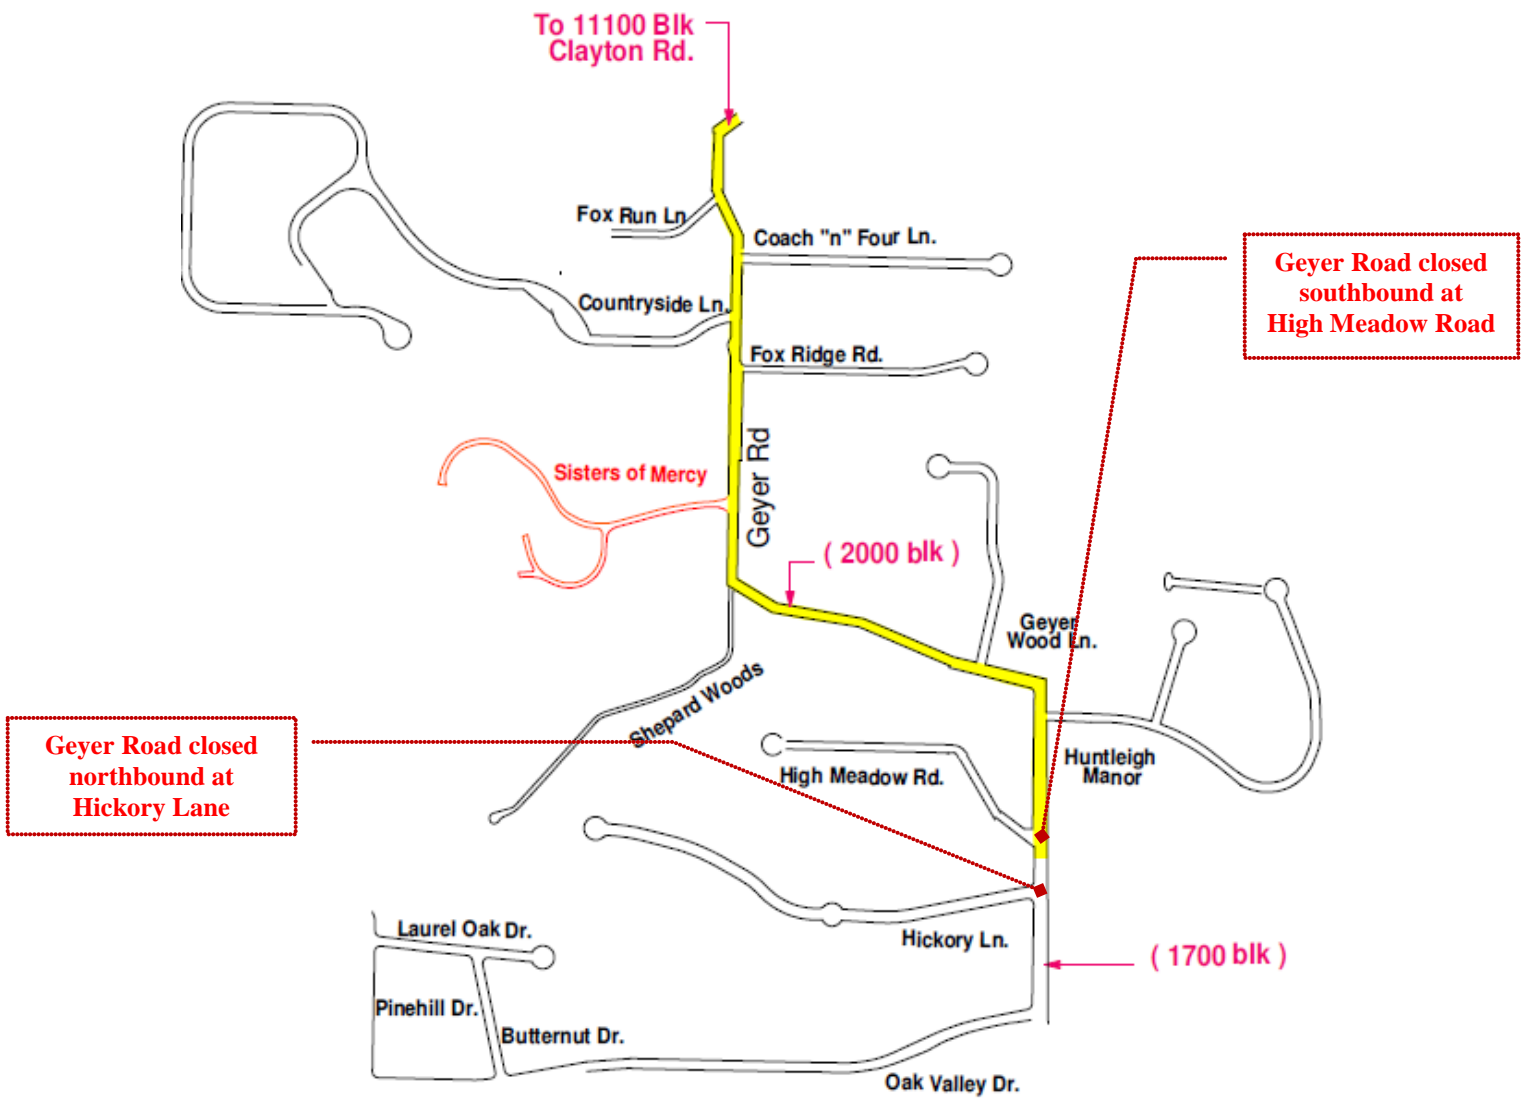 To 11100 Blk
Clayton Rd.
Fox Run Ln
Coach "n" Four Ln.
Geyer Road closed
southbound at
High Meadow Road
Countryside Ln.
Fox Ridge Rd.
Geyer Rd
Sisters of Mercy
( 2000 blk )
Geyer
Wood Ln.
Shepard Woods
Geyer Road closed
northbound at
Hickory Lane
High Meadow Rd.
Huntleigh
Manor
Laurel Oak Dr.
Hickory Ln.
( 1700 blk )
Pinehill Dr.
Butternut Dr.
Oak Valley Dr.